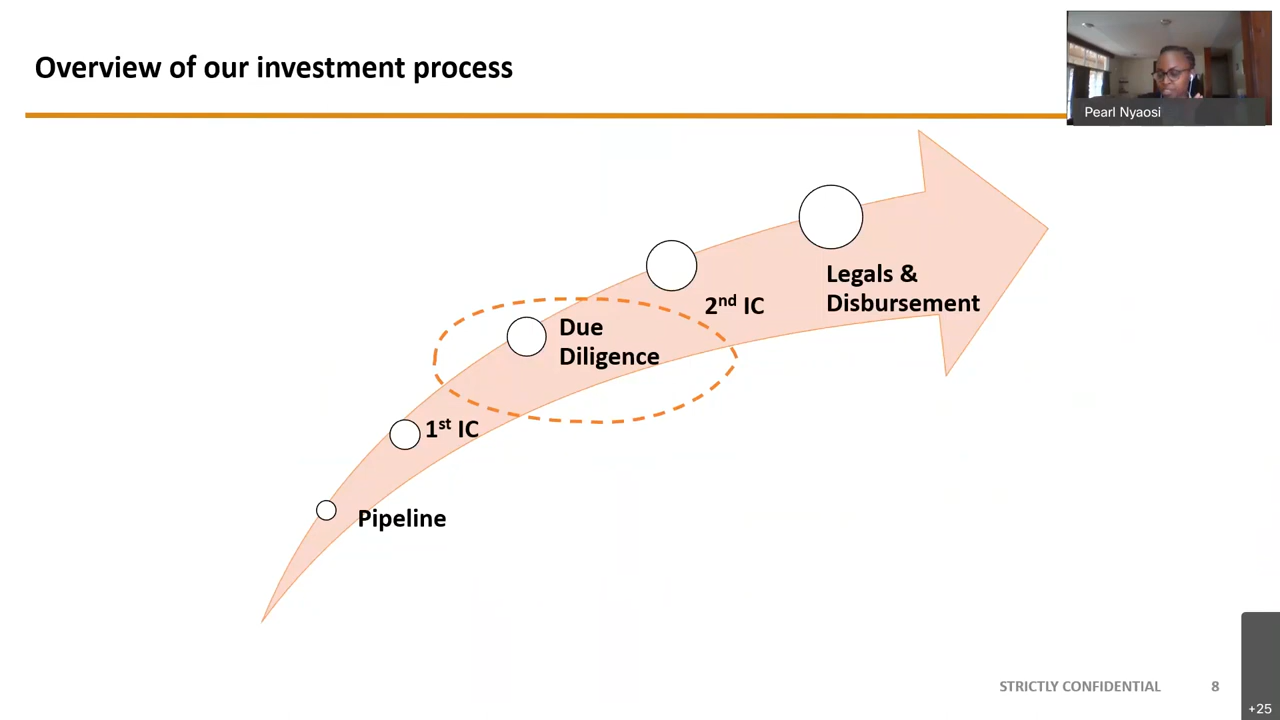 Overview of our investment process
Pearl Nyaosi
Legals &
Disbursement
2nd IC
Due
Diligence
1st IC
Pipeline
STRICTLY CONFIDENTIAL 8
+25